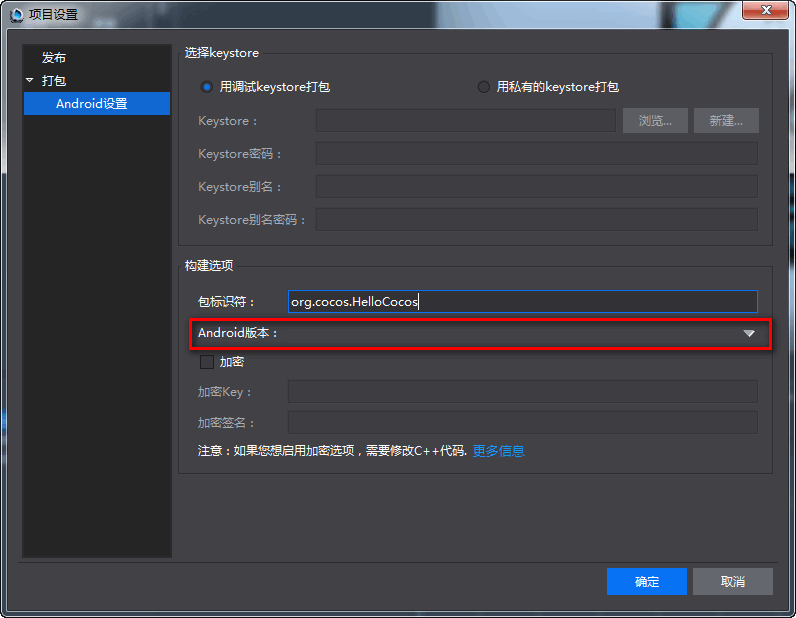 项目设置
发布
打包
Android设置
选择keystore
用调试keystore打包 用私有的keystore打包
Keystore： 浏览... 新建...
Keystore密码：
Keystore别名：
Keystore别名密码：
构建选项
包标识符： org.cocos.HelloCocos
Android版本：
加密
加密Key：
加密签名：
注意：如果您想启用加密选项，需要修改C++代码. 更多信息
确定 取消